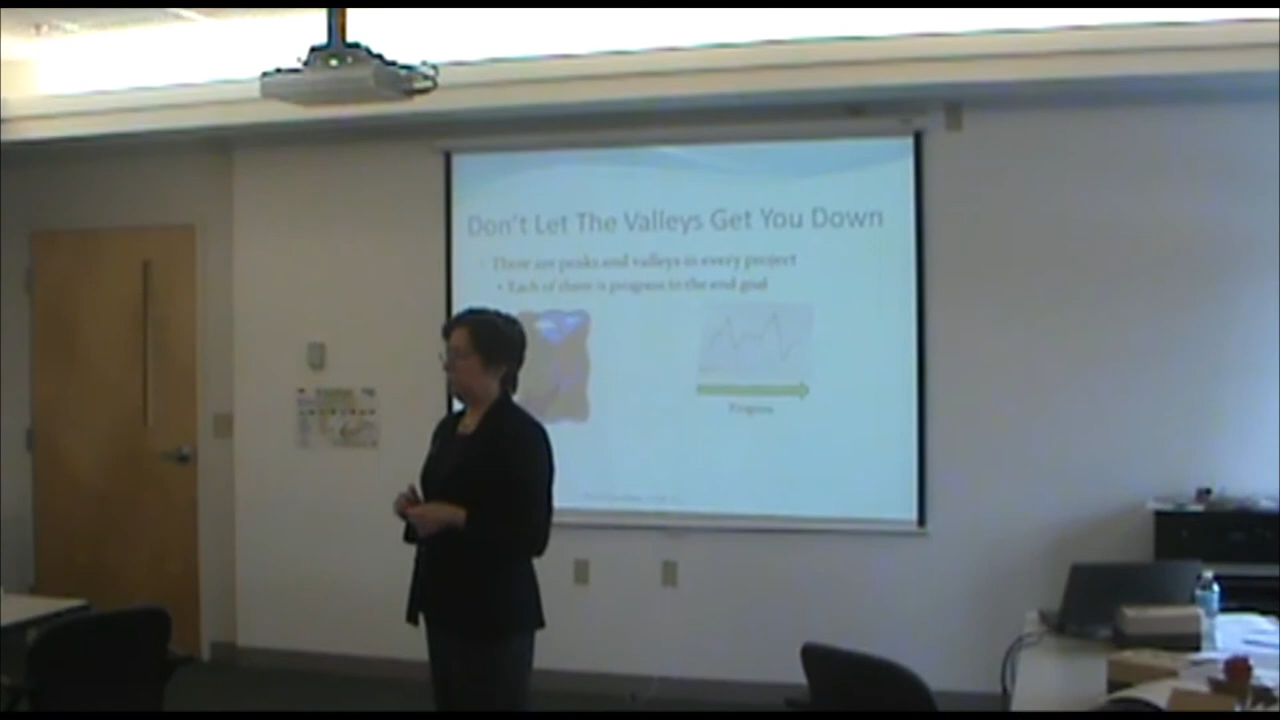 Don't Let The Valleys Get You Down
There are peaks and valleys in every project
• Each of them is progress to the end goal
Progress